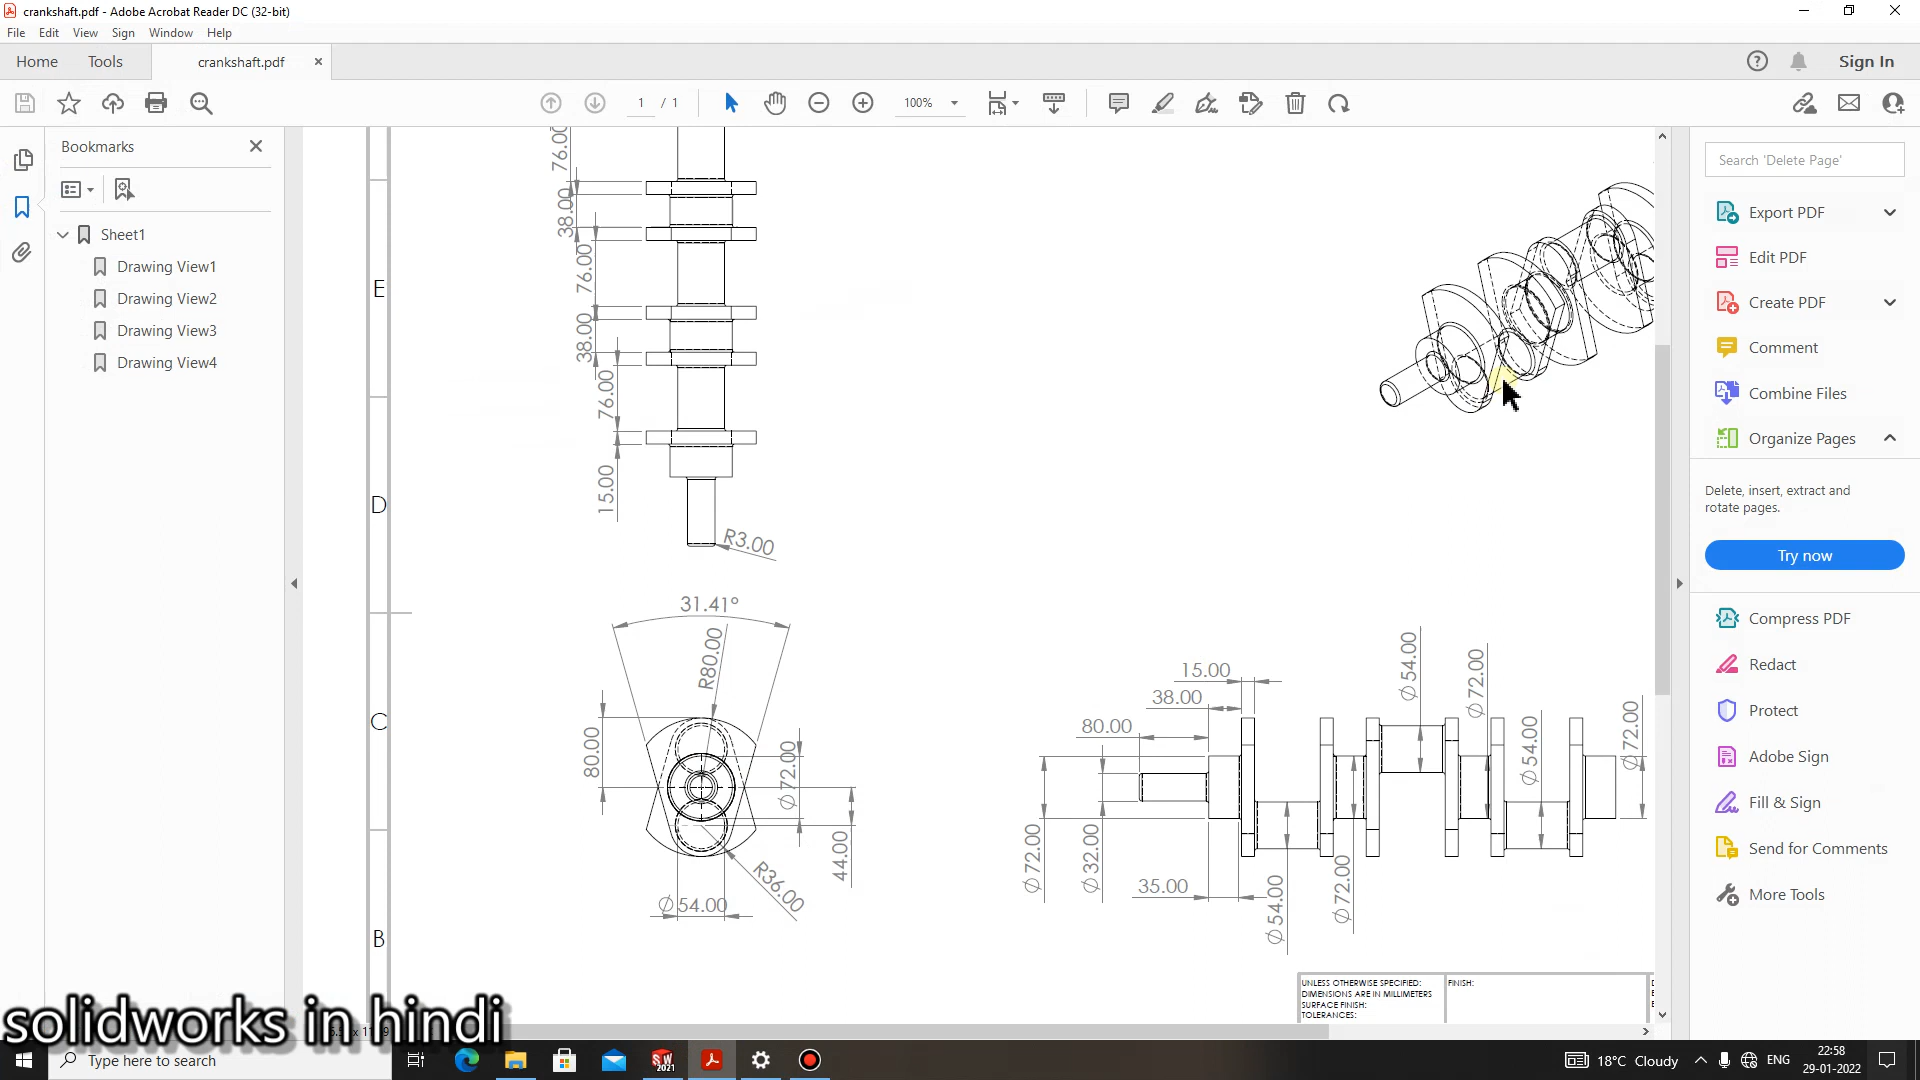 crankshaft.pdf - Adobe Acrobat Reader DC (32-bit)
File Edit View Sign Window Help
Home Tools crankshaft.pdf × Sign In
1 / 1 100%
Bookmarks
Sheet1
Drawing View1
Drawing View2
Drawing View3
Drawing View4
E
D
C
B
76.00
38.00
76.00
38.00
76.00
15.00
R3.00
31.41°
R80.00
80.00
∅72.00
44.00
R36.00
∅54.00
15.00
38.00
80.00
∅54.00
∅72.00
∅54.00
∅72.00
∅72.00
∅32.00
35.00
∅54.00
∅72.00
UNLESS OTHERWISE SPECIFIED:
DIMENSIONS ARE IN MILLIMETERS
SURFACE FINISH:
TOLERANCES:
FINISH:
Search 'Delete Page'
Export PDF
Edit PDF
Create PDF
Comment
Combine Files
Organize Pages
Delete, insert, extract and
rotate pages.
Try now
Compress PDF
Redact
Protect
Adobe Sign
Fill & Sign
Send for Comments
More Tools
solidworks in hindi
Type here to search
SW
2021
18°C Cloudy
ENG
22:58
29-01-2022